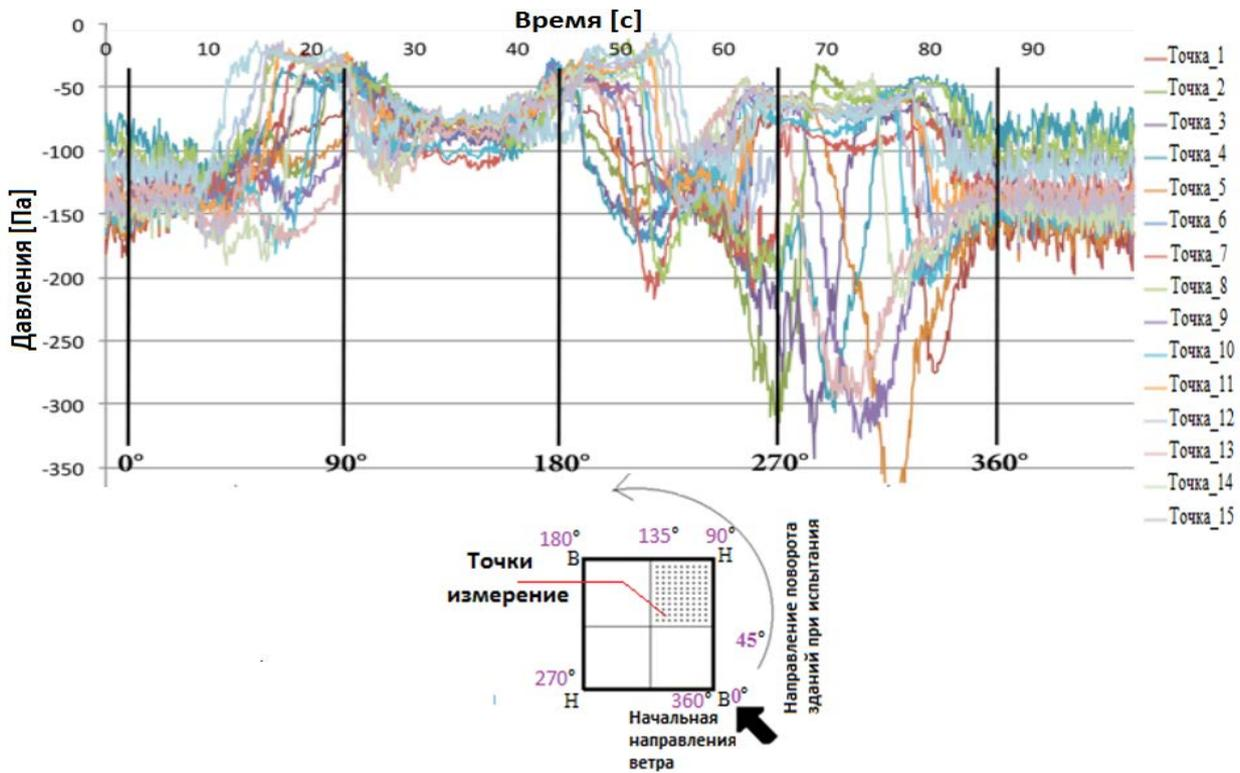 Время [с]
0 10 20 30 40 50 60 70 80 90
0
-50
-100
-150
-200
-250
-300
-350
Давления [Па]
0° 90° 180° 270° 360°
Точка_1
Точка_2
Точка_3
Точка_4
Точка_5
Точка_6
Точка_7
Точка_8
Точка_9
Точка_10
Точка_11
Точка_12
Точка_13
Точка_14
Точка_15
180° 135° 90°
В Н
Точки
измерение
45°
270°
360° В 0°
Н
Начальная
направления
ветра
Направление поворота
зданий при испытания